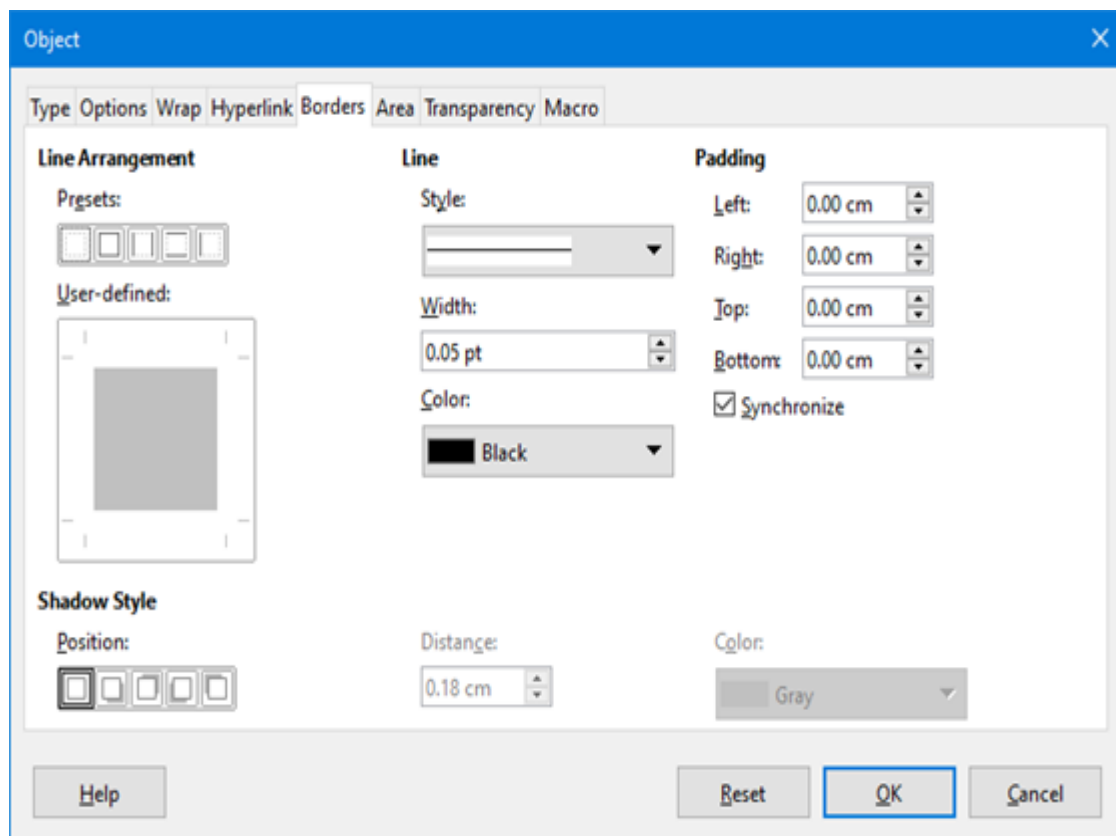 Object
Type Options Wrap Hyperlink Borders Area Transparency Macro
Line Arrangement
Presets:
User-defined:
Line
Style:
Width:
0.05 pt
Color:
Black
Padding
Left: 0.00 cm
Right: 0.00 cm
Top: 0.00 cm
Bottom: 0.00 cm
Synchronize
Shadow Style
Position:
Distance:
0.18 cm
Color:
Gray
Help Reset OK Cancel